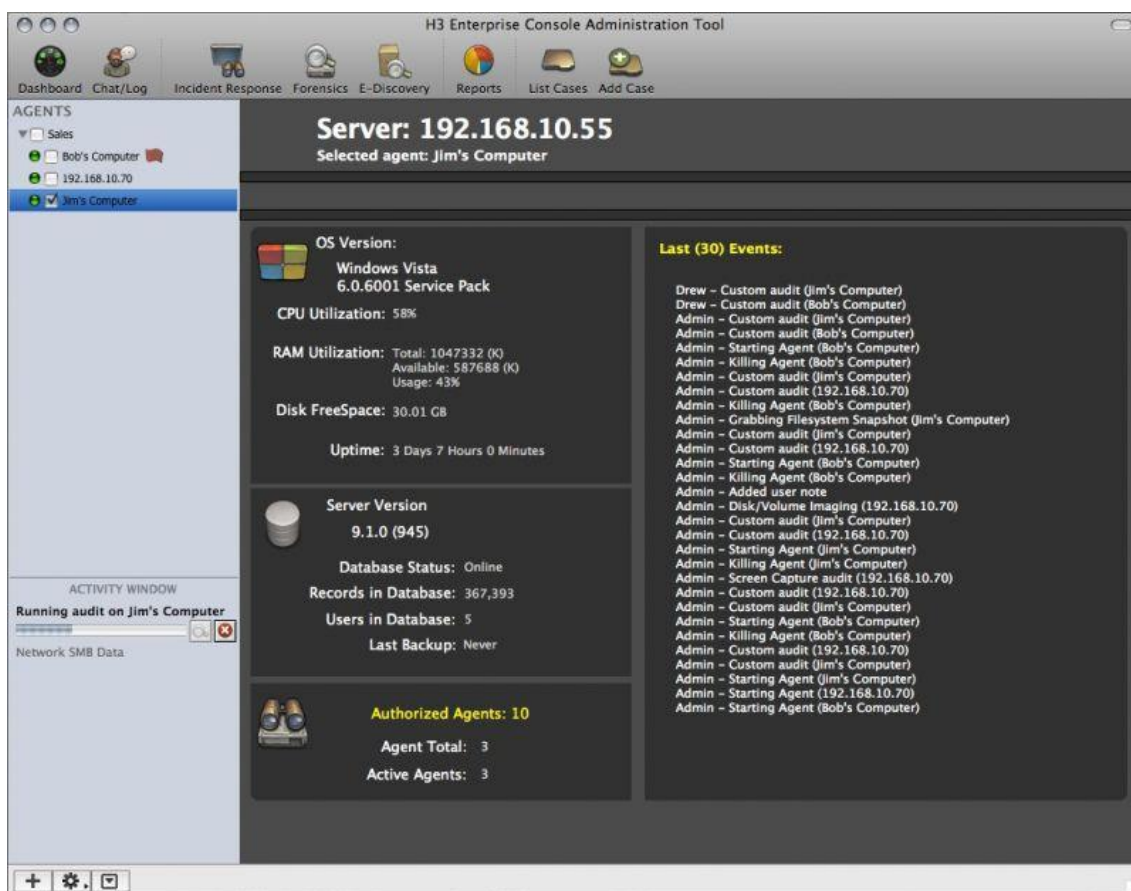 H3 Enterprise Console Administration Tool
Dashboard Chat/Log Incident Response Forensics E-Discovery Reports List Cases Add Case
AGENTS
Sales
Bob's Computer
192.168.10.70
Jim's Computer
Server: 192.168.10.55
Selected agent: Jim's Computer
OS Version:
Windows Vista
6.0.6001 Service Pack
CPU Utilization: 58%
RAM Utilization: Total: 1047332 (K)
Available: 587688 (K)
Usage: 43%
Disk FreeSpace: 30.01 GB
Uptime: 3 Days 7 Hours 0 Minutes
Server Version
9.1.0 (945)
Database Status: Online
Records in Database: 367,393
Users in Database: 5
Last Backup: Never
Authorized Agents: 10
Agent Total: 3
Active Agents: 3
Last (30) Events:
Drew - Custom audit (Jim's Computer)
Drew - Custom audit (Bob's Computer)
Admin - Custom audit (Jim's Computer)
Admin - Custom audit (Bob's Computer)
Admin - Starting Agent (Bob's Computer)
Admin - Killing Agent (Bob's Computer)
Admin - Custom audit (Jim's Computer)
Admin - Custom audit (192.168.10.70)
Admin - Killing Agent (Bob's Computer)
Admin - Grabbing Filesystem Snapshot (Jim's Computer)
Admin - Custom audit (Jim's Computer)
Admin - Custom audit (192.168.10.70)
Admin - Starting Agent (Bob's Computer)
Admin - Killing Agent (Bob's Computer)
Admin - Added user note
Admin - Disk/Volume Imaging (192.168.10.70)
Admin - Custom audit (Jim's Computer)
Admin - Custom audit (192.168.10.70)
Admin - Starting Agent (Jim's Computer)
Admin - Killing Agent (Jim's Computer)
Admin - Screen Capture audit (192.168.10.70)
Admin - Custom audit (192.168.10.70)
Admin - Custom audit (Jim's Computer)
Admin - Starting Agent (Bob's Computer)
Admin - Killing Agent (Bob's Computer)
Admin - Custom audit (192.168.10.70)
Admin - Custom audit (Jim's Computer)
Admin - Starting Agent (Jim's Computer)
Admin - Starting Agent (192.168.10.70)
Admin - Starting Agent (Bob's Computer)
ACTIVITY WINDOW
Running audit on Jim's Computer
Network SMB Data